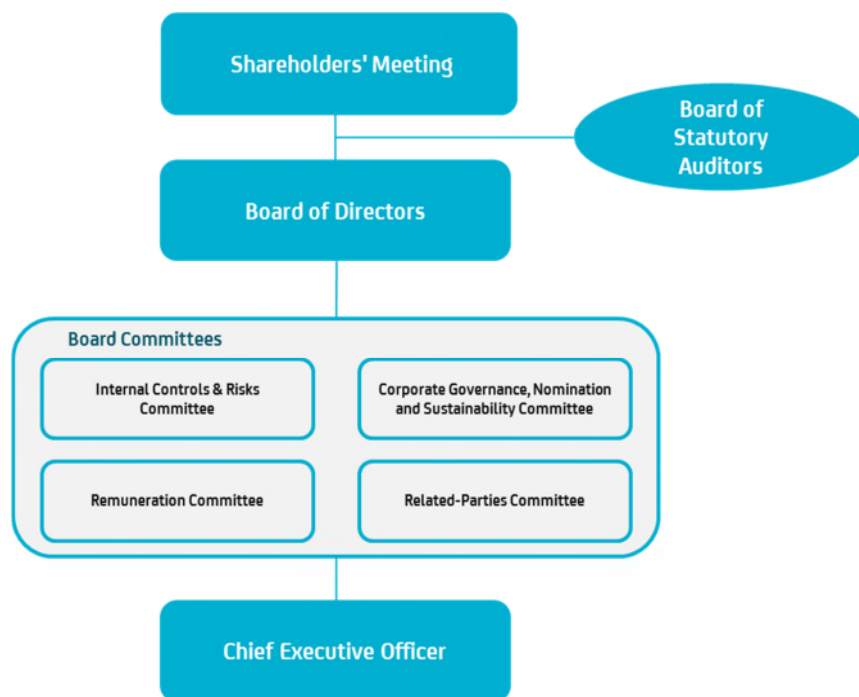 Shareholders' Meeting
Board of
Statutory
Auditors
Board of Directors
Board Committees
Internal Controls & Risks
Committee
Corporate Governance, Nomination
and Sustainability Committee
Remuneration Committee
Related-Parties Committee
Chief Executive Officer